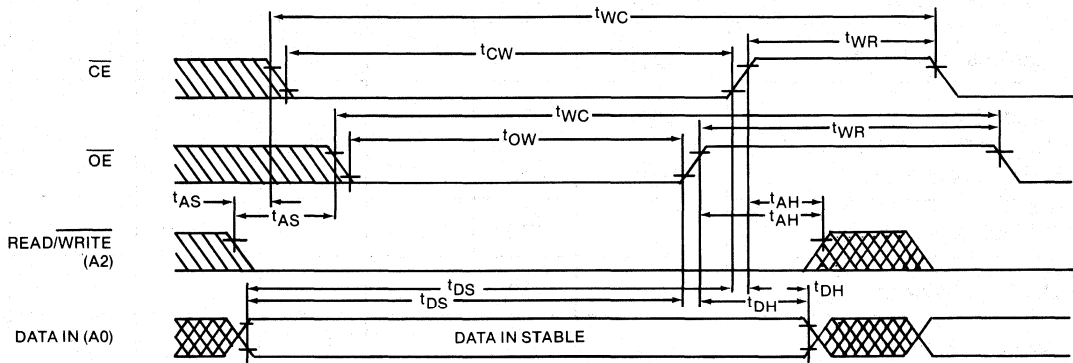 tWC
tCW
tWR
CE
tWC
tOW
tWR
OE
tAS
tAS
tAH
tAH
READ/WRITE
(A2)
tDS
tDS
tDH
tDH
DATA IN (A0)
DATA IN STABLE